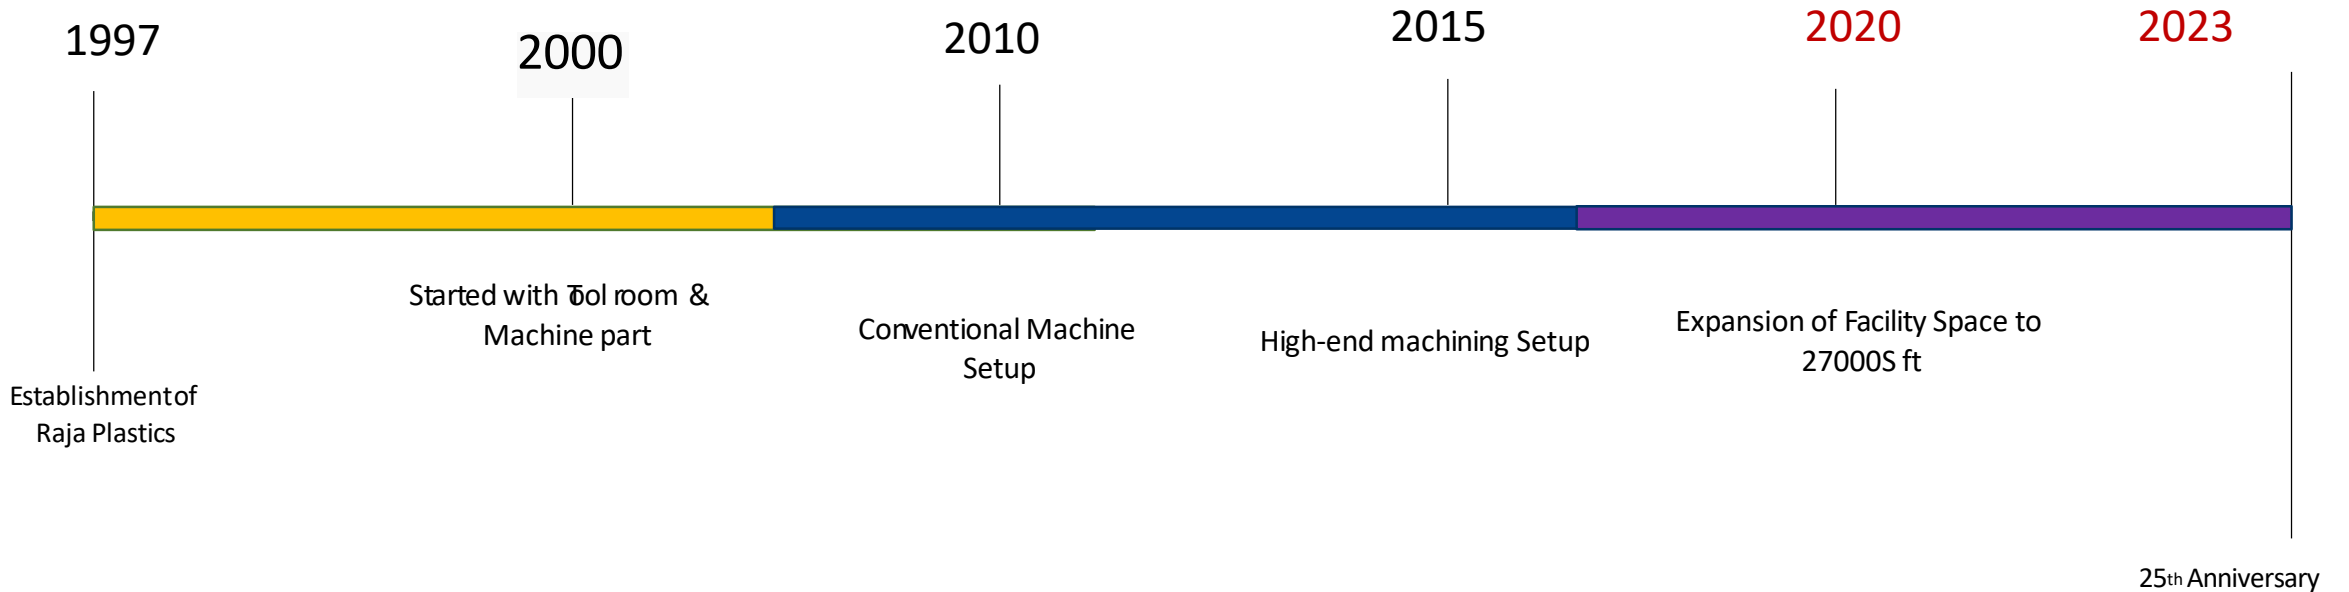 1997
2000
2010
2015
2020
2023
Started with Tool room &
Machine part
Conventional Machine
Setup
High-end machining Setup
Expansion of Facility Space to
27000S ft
Establishment of
Raja Plastics
25th Anniversary